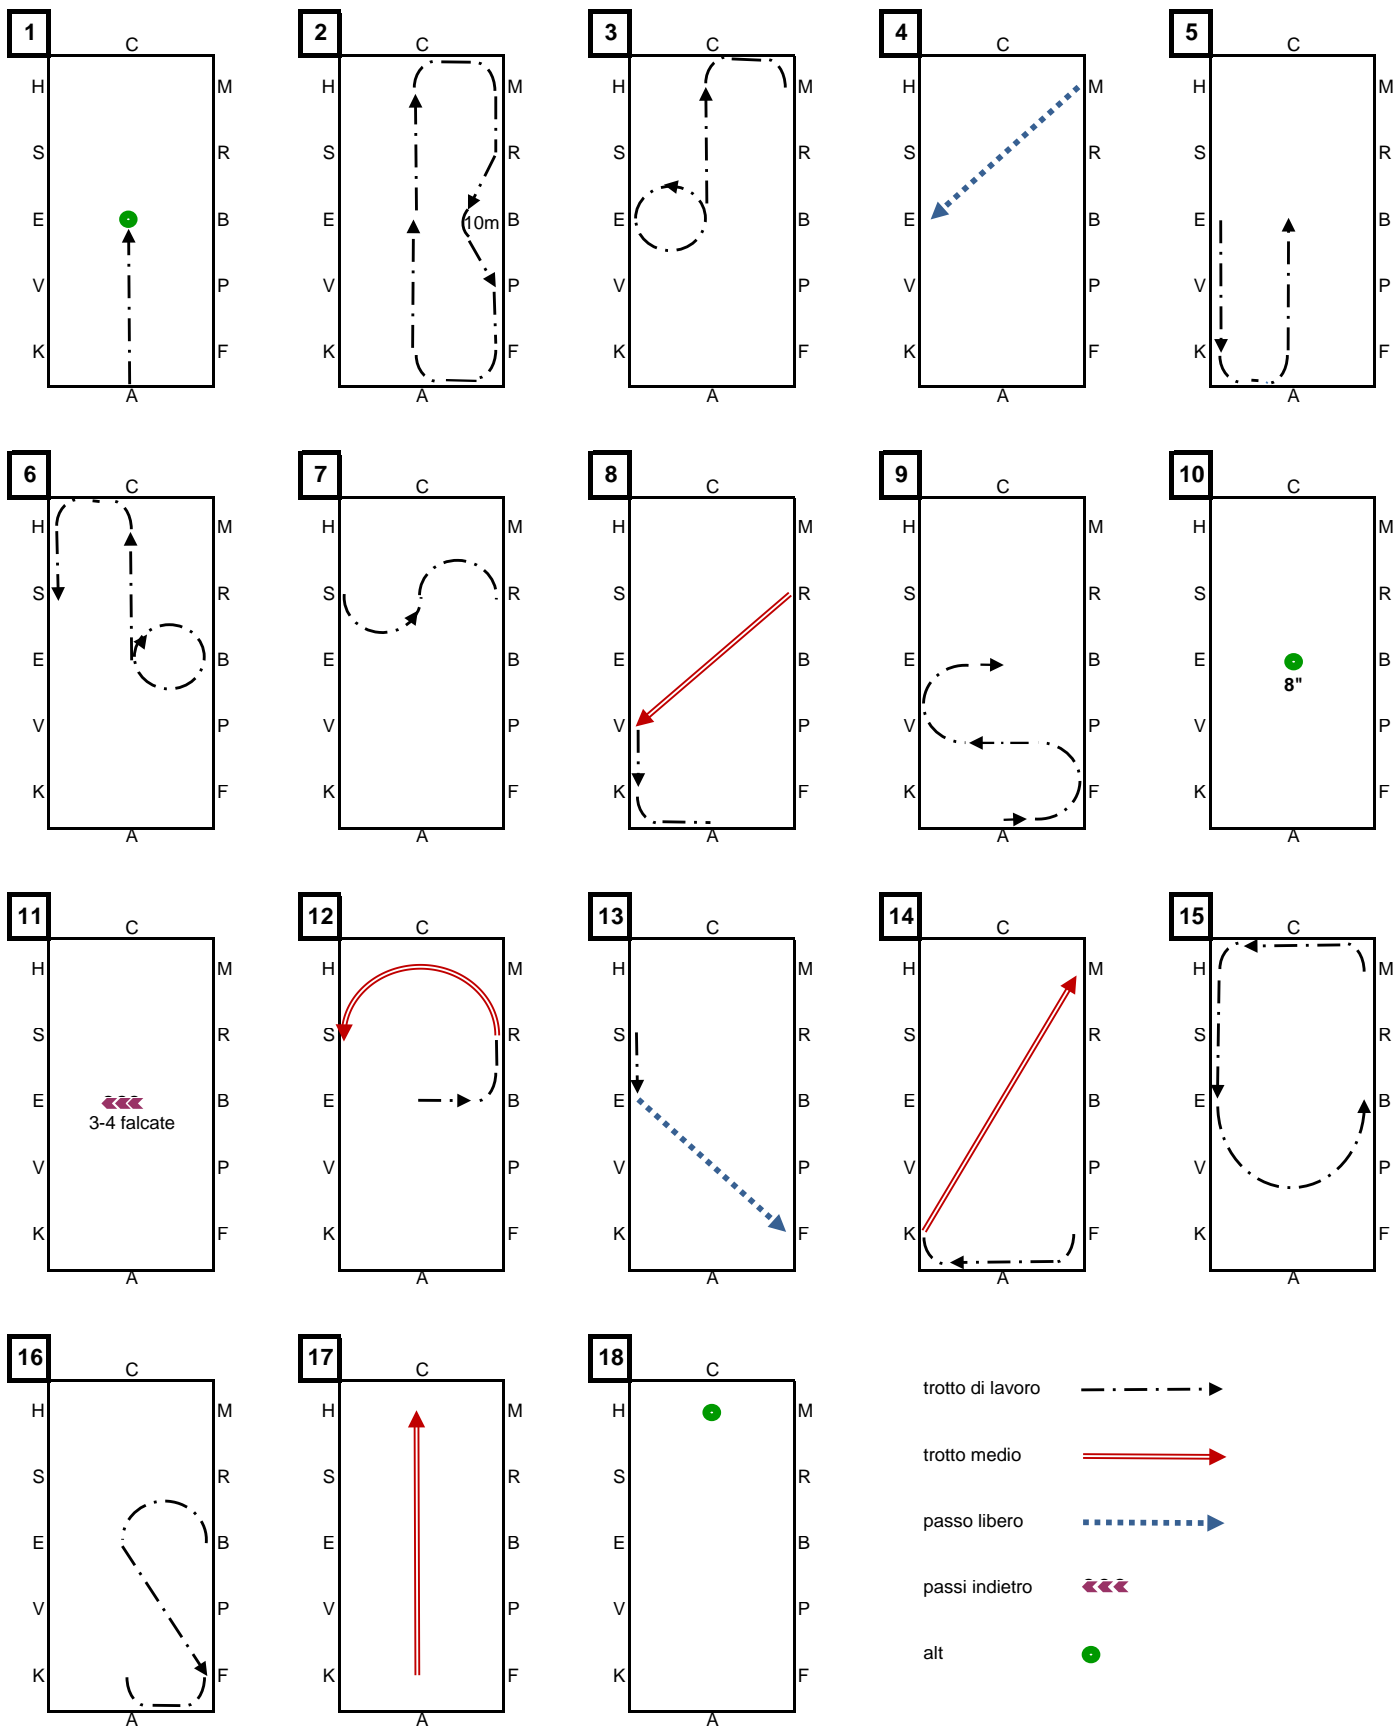 1 2 3 4 5
C C C C C
H M H M H M H M H M
S R S R S R S R S R
E B E 10m B E B E B E B
V P V P V P V P V P
K F K F K F K F K F
A A A A A
6 7 8 9 10
C C C C C
H M H M H M H M H M
S R S R S R S R S R
E B E B E B E B E B
8"
V P V P V P V P V P
K F K F K F K F K F
A A A A A
11 12 13 14 15
C C C C C
H M H M H M H M H M
S R S R S R S R S R
E B E B E B E B E B
3-4 falcate
V P V P V P V P V P
K F K F K F K F K F
A A A A A
16 17 18
C C C
H M H M H M
S R S R S R
E B E B E B
V P V P V P
K F K F K F
A A A
trotto di lavoro
trotto medio
passo libero
passi indietro
alt